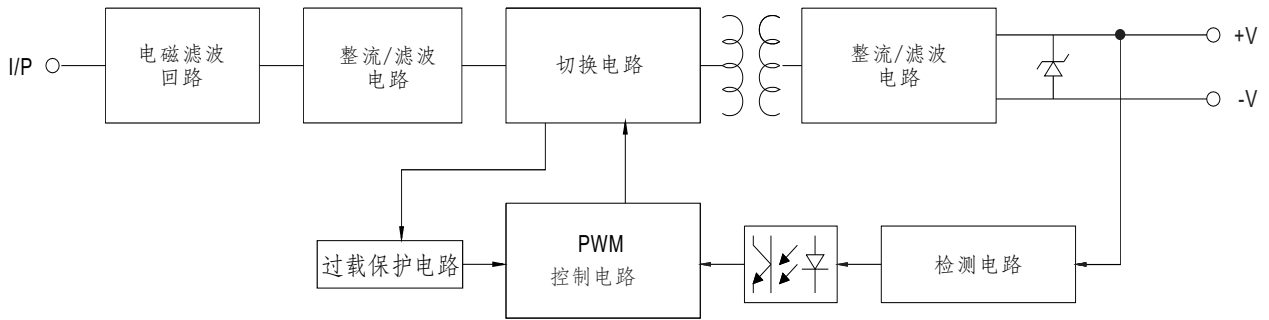 I/P
电磁滤波
回路
整流/滤波
电路
切换电路
整流/滤波
电路
+V
-V
过载保护电路
PWM
控制电路
检测电路